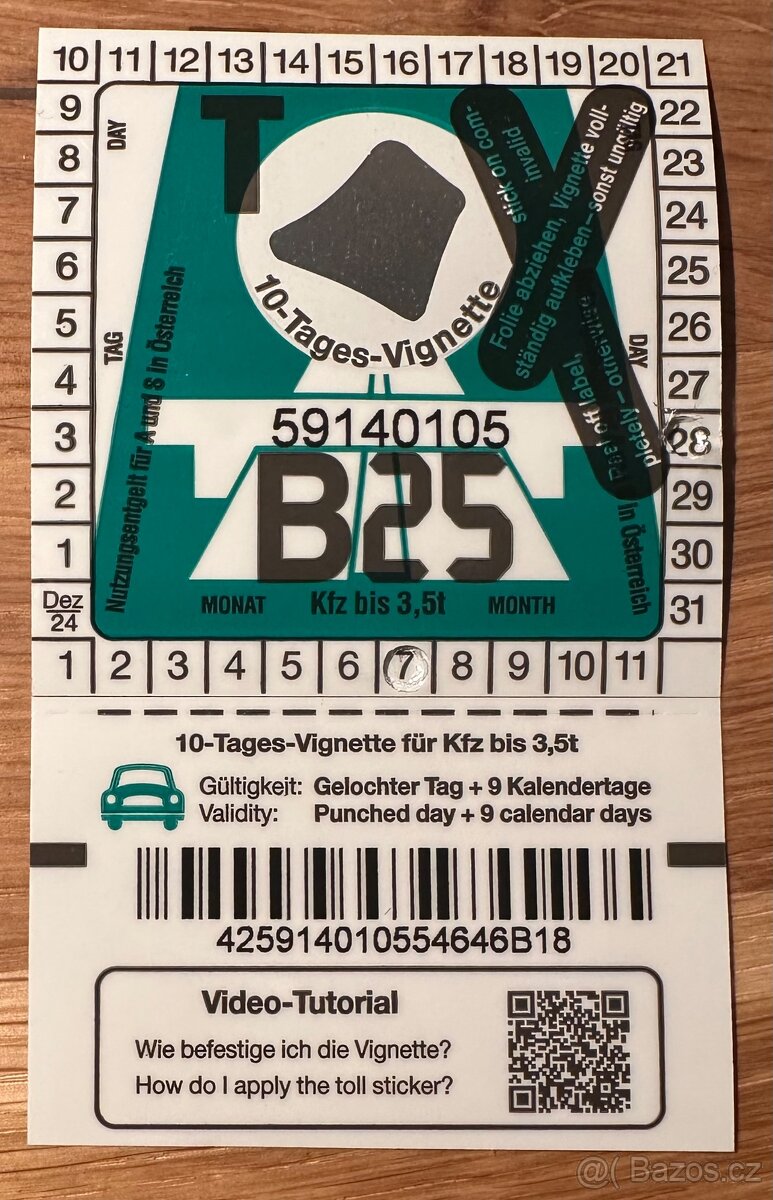 10 11 12 13 14 15 16 17 18 19 20 21
9 22
8 23
7 24
6 25
5 26
4 27
3 28
2 29
1 30
Dez
24
31
1 2 3 4 5 6 7 8 9 10 11
DAY
TAG
Nutzungsentgelt für A und S in Österreich
T
10-Tages-Vignette
Folie abziehen, Vignette voll-
ständig aufkleben – sonst ungültig
Peel off label,
stick on com-
pletely – otherwise
invalid
DAY
in Österreich
59140105
B25
MONAT Kfz bis 3,5t MONTH
10-Tages-Vignette für Kfz bis 3,5t
Gültigkeit: Gelochter Tag + 9 Kalendertage
Validity: Punched day + 9 calendar days
425914010554646B18
Video-Tutorial
Wie befestige ich die Vignette?
How do I apply the toll sticker?
@( Bazos.cz